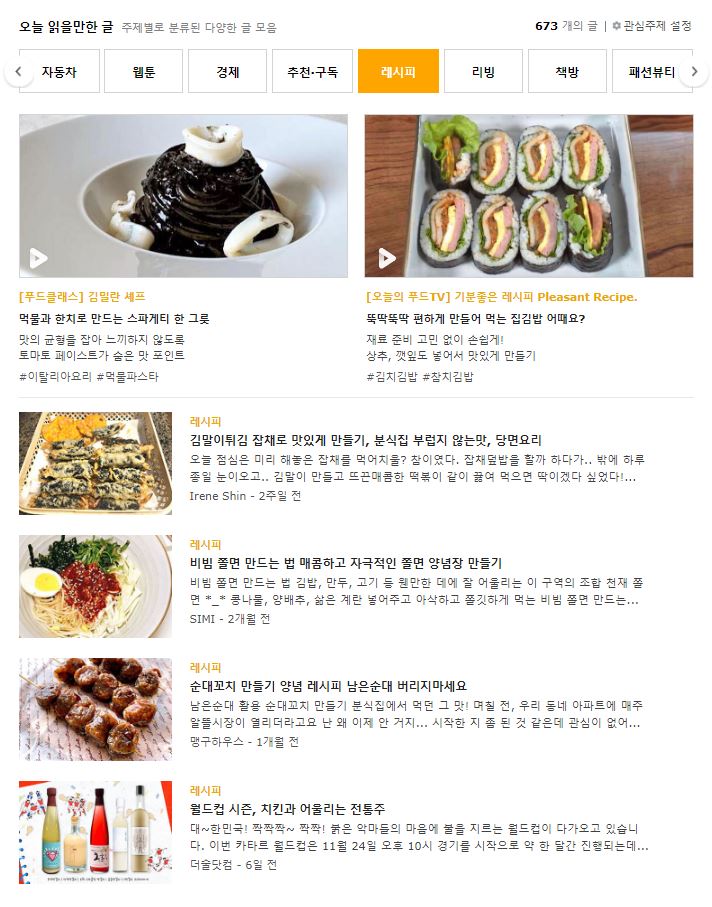 오늘 읽을만한 글 주제별로 분류된 다양한 글 모음
673 개의 글 | 관심주제 설정
자동차 웹툰 경제 추천·구독 레시피 리빙 책방 패션뷰티
[푸드클래스] 김밀란 셰프
먹물과 한치로 만드는 스파게티 한 그릇
맛의 균형을 잡아 느끼하지 않도록
토마토 페이스트가 숨은 맛 포인트
#이탈리아요리 #먹물파스타
[오늘의 푸드TV] 기분좋은 레시피 Pleasant Recipe.
뚝딱뚝딱 편하게 만들어 먹는 집김밥 어때요?
재료 준비 고민 없이 손쉽게!
상추, 깻잎도 넣어서 맛있게 만들기
#김치김밥 #참치김밥
레시피
김말이튀김 잡채로 맛있게 만들기, 분식집 부럽지 않는맛, 당면요리
오늘 점심은 미리 해놓은 잡채를 먹어치울? 참이였다. 잡채덮밥을 할까 하다가.. 밖에 하루
종일 눈이오고.. 김말이 만들고 뜨끈매콤한 떡볶이 같이 끓여 먹으면 딱이겠다 싶었다!...
Irene Shin - 2주일 전
레시피
비빔 쫄면 만드는 법 매콤하고 자극적인 쫄면 양념장 만들기
비빔 쫄면 만드는 법 김밥, 만두, 고기 등 웬만한 데에 잘 어울리는 이 구역의 조합 천재 쫄
면 *_* 콩나물, 양배추, 삶은 계란 넣어주고 아삭하고 쫄깃하게 먹는 비빔 쫄면 만드는...
SIMI - 2개월 전
레시피
순대꼬치 만들기 양념 레시피 남은순대 버리지마세요
남은순대 활용 순대꼬치 만들기 분식집에서 먹던 그 맛! 며칠 전, 우리 동네 아파트에 매주
알뜰시장이 열리더라고요 난 왜 이제 안 거지... 시작한 지 좀 된 것 같은데 관심이 없어...
맹구하우스 - 1개월 전
레시피
월드컵 시즌, 치킨과 어울리는 전통주
대~한민국! 짝짝짝~ 짝짝! 붉은 악마들의 마음에 불을 지르는 월드컵이 다가오고 있습니
다. 이번 카타르 월드컵은 11월 24일 오후 10시 경기를 시작으로 약 한 달간 진행되는데...
더술닷컴 - 6일 전